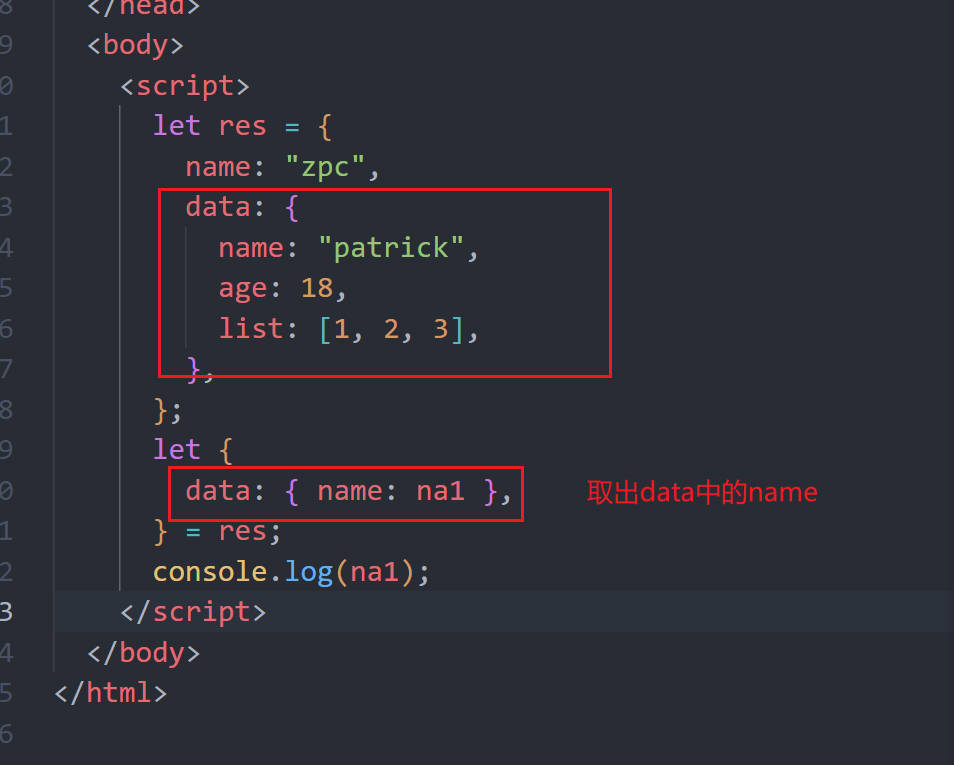 8 </head>
9 <body>
0 <script>
1 let res = {
2 name: "zpc",
3 data: {
4 name: "patrick",
5 age: 18,
6 list: [1, 2, 3],
7 },
8 };
9 let {
0 data: { name: na1 }, 取出data中的name
1 } = res;
2 console.log(na1);
3 </script>
4 </body>
5 </html>
6